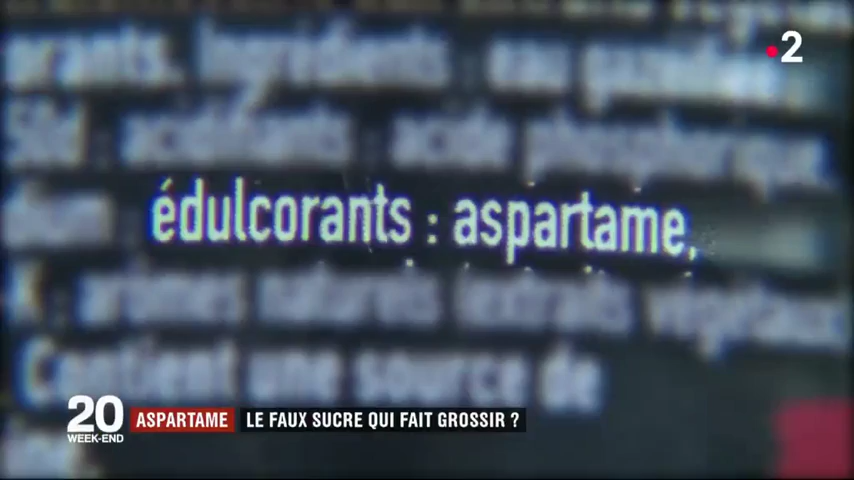 2
orants. Ingrédients : eau gazéifiée,
acidifiants : acide phosphorique,
édulcorants : aspartame,
K ; arômes naturels (extraits végétaux)
Contient une source de
20
WEEK-END
ASPARTAME LE FAUX SUCRE QUI FAIT GROSSIR ?